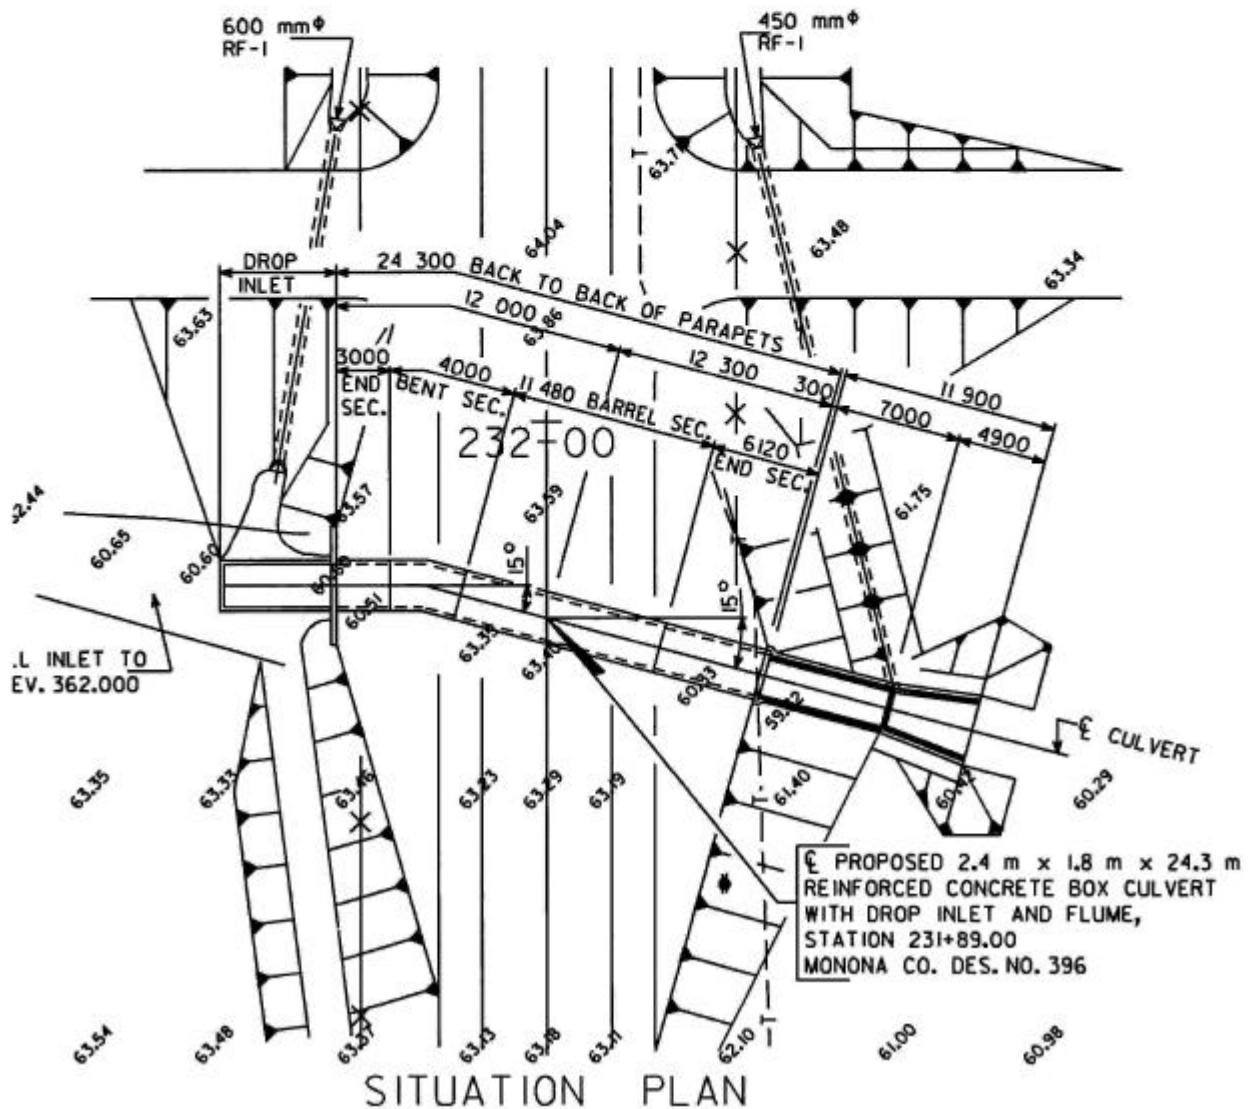 600 mmφ
RF-1
450 mmφ
RF-1
63.71
64.04
63.48
63.34
DROP
INLET
24 300 BACK TO BACK OF PARAPETS
12 000
63.86
12 300
300
11 900
7000
4900
63.63
3000
END
SEC.
4000
BENT SEC.
11 480 BARREL SEC.
6120
END SEC.
232+00
63.57
63.59
61.75
60.65
60.60
60.51
15°
15°
63.35
60.33
.L INLET TO
EV. 362.000
℄ CULVERT
63.35
63.33
63.46
63.23
63.29
63.19
61.40
60.42
60.29
℄ PROPOSED 2.4 m x 1.8 m x 24.3 m
REINFORCED CONCRETE BOX CULVERT
WITH DROP INLET AND FLUME,
STATION 231+89.00
MONONA CO. DES. NO. 396
T
T
T
63.54
63.48
63.37
63.13
63.18
63.11
62.10
61.00
60.98
SITUATION PLAN